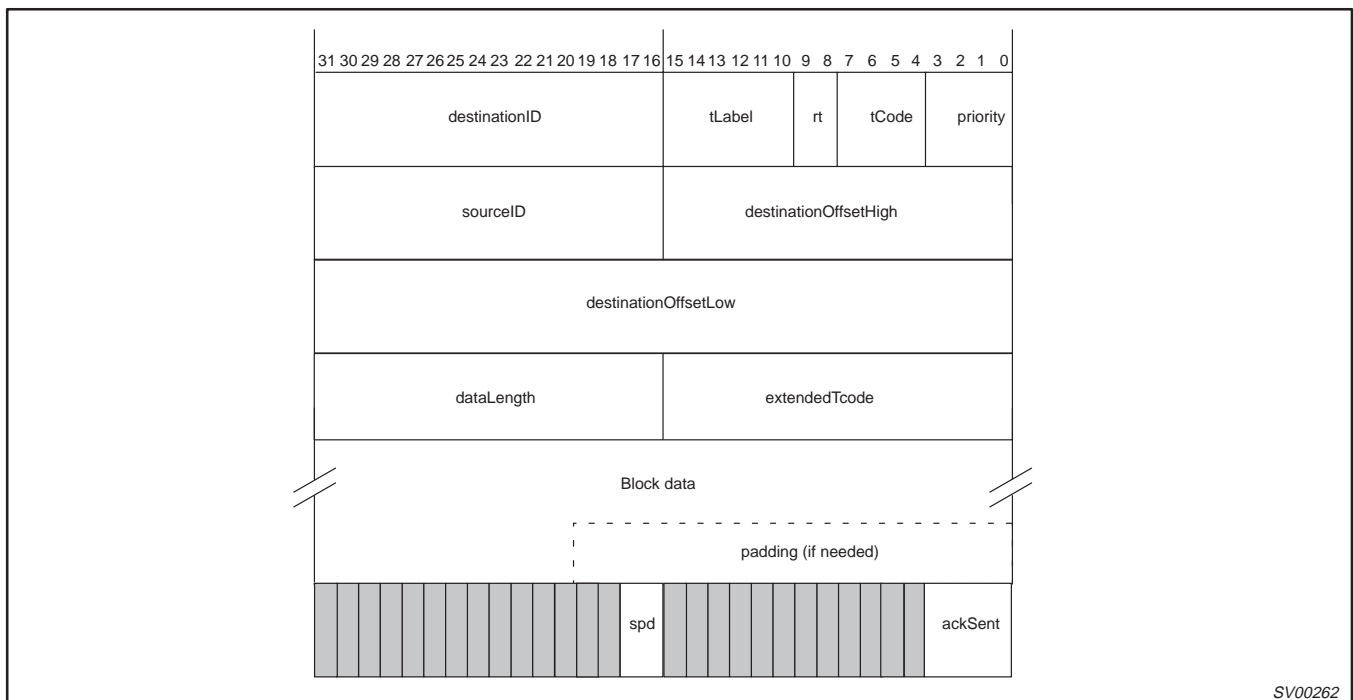 31 30 29 28 27 26 25 24 23 22 21 20 19 18 17 16 15 14 13 12 11 10 9 8 7 6 5 4 3 2 1 0
destinationID tLabel rt tCode priority
sourceID destinationOffsetHigh
destinationOffsetLow
dataLength extendedTcode
Block data
padding (if needed)
spd ackSent
SV00262